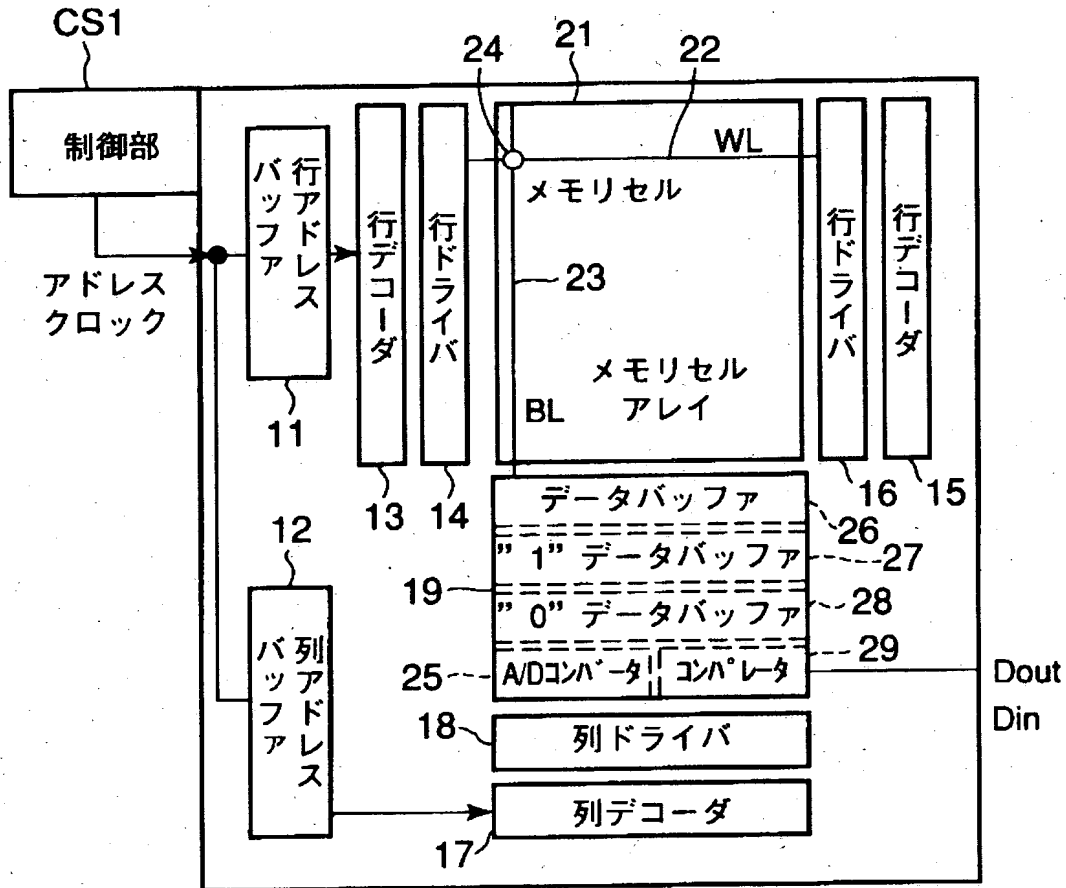 CS1
制御部
アドレス
クロック
行アドレス
バッファ
11
行デコーダ
13
行ドライバ
14
24
21
22
WL
メモリセル
23
メモリセル
アレイ
BL
行ドライバ
16
行デコーダ
15
12
列アドレス
バッファ
19
データバッファ
26
”1”データバッファ
27
”0”データバッファ
28
25
A/Dコンバータ
コンパレータ
29
Dout
Din
18
列ドライバ
列デコーダ
17